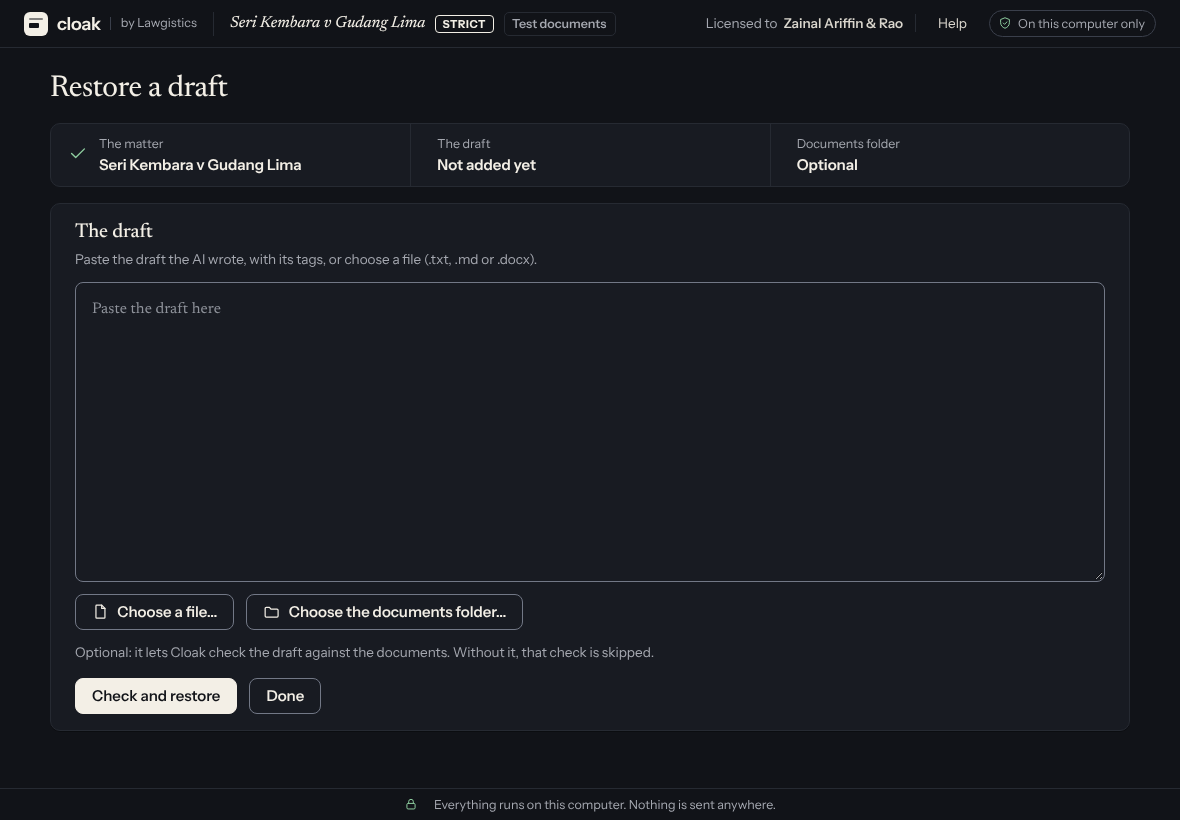 cloak by Lawgistics Seri Kembara v Gudang Lima STRICT Test documents Licensed to Zainal Ariffin & Rao Help On this computer only
Restore a draft
The matter
Seri Kembara v Gudang Lima
The draft
Not added yet
Documents folder
Optional
The draft
Paste the draft the AI wrote, with its tags, or choose a file (.txt, .md or .docx).
Paste the draft here
Choose a file... Choose the documents folder...
Optional: it lets Cloak check the draft against the documents. Without it, that check is skipped.
Check and restore Done
Everything runs on this computer. Nothing is sent anywhere.